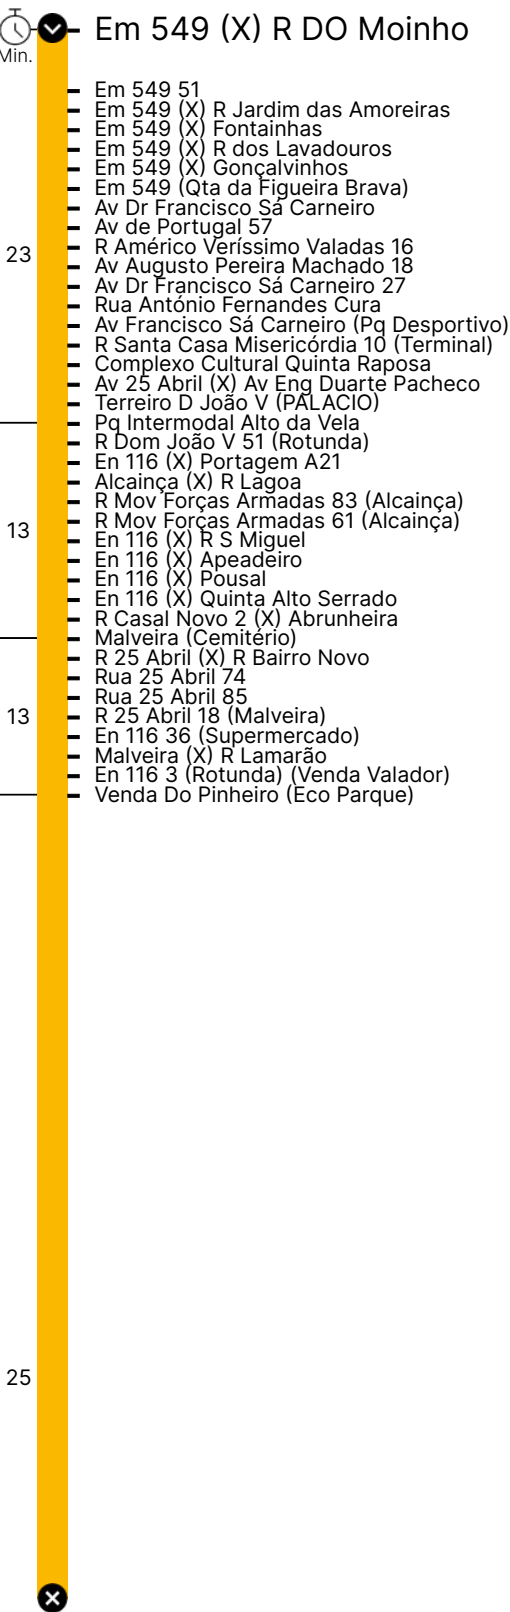 Em 549 (X) R DO Moinho
Min.
Em 549 51
Em 549 (X) R Jardim das Amoreiras
Em 549 (X) Fontainhas
Em 549 (X) R dos Lavadouros
Em 549 (X) Gonçalvinhos
Em 549 (Qta da Figueira Brava)
Av Dr Francisco Sá Carneiro
Av de Portugal 57
23
R Américo Veríssimo Valadas 16
Av Augusto Pereira Machado 18
Av Dr Francisco Sá Carneiro 27
Rua António Fernandes Cura
Av Francisco Sá Carneiro (Pq Desportivo)
R Santa Casa Misericórdia 10 (Terminal)
Complexo Cultural Quinta Raposa
Av 25 Abril (X) Av Eng Duarte Pacheco
Terreiro D João V (PALACIO)
Pq Intermodal Alto da Vela
R Dom João V 51 (Rotunda)
En 116 (X) Portagem A21
Alcainça (X) R Lagoa
R Mov Forças Armadas 83 (Alcainça)
R Mov Forças Armadas 61 (Alcainça)
13
En 116 (X) R S Miguel
En 116 (X) Apeadeiro
En 116 (X) Pousal
En 116 (X) Quinta Alto Serrado
R Casal Novo 2 (X) Abrunheira
Malveira (Cemitério)
R 25 Abril (X) R Bairro Novo
Rua 25 Abril 74
Rua 25 Abril 85
13
R 25 Abril 18 (Malveira)
En 116 36 (Supermercado)
Malveira (X) R Lamarão
En 116 3 (Rotunda) (Venda Valador)
Venda Do Pinheiro (Eco Parque)
25